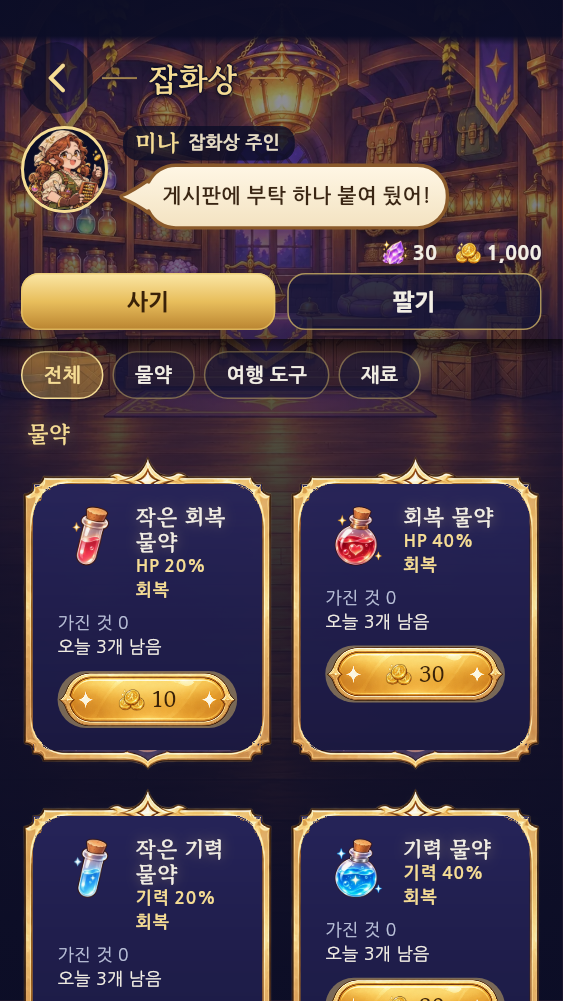 잡화상
미나 잡화상 주인
게시판에 부탁 하나 붙여 뒀어!
30 1,000
사기 팔기
전체 물약 여행 도구 재료
물약
작은 회복
물약
HP 20%
회복
가진 것 0
오늘 3개 남음
10
회복 물약
HP 40%
회복
가진 것 0
오늘 3개 남음
30
작은 기력
물약
기력 20%
회복
가진 것 0
오늘 3개 남음
기력 물약
기력 40%
회복
가진 것 0
오늘 3개 남음